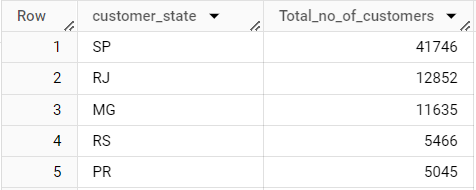 Row customer_state Total_no_of_customers
1 SP 41746
2 RJ 12852
3 MG 11635
4 RS 5466
5 PR 5045